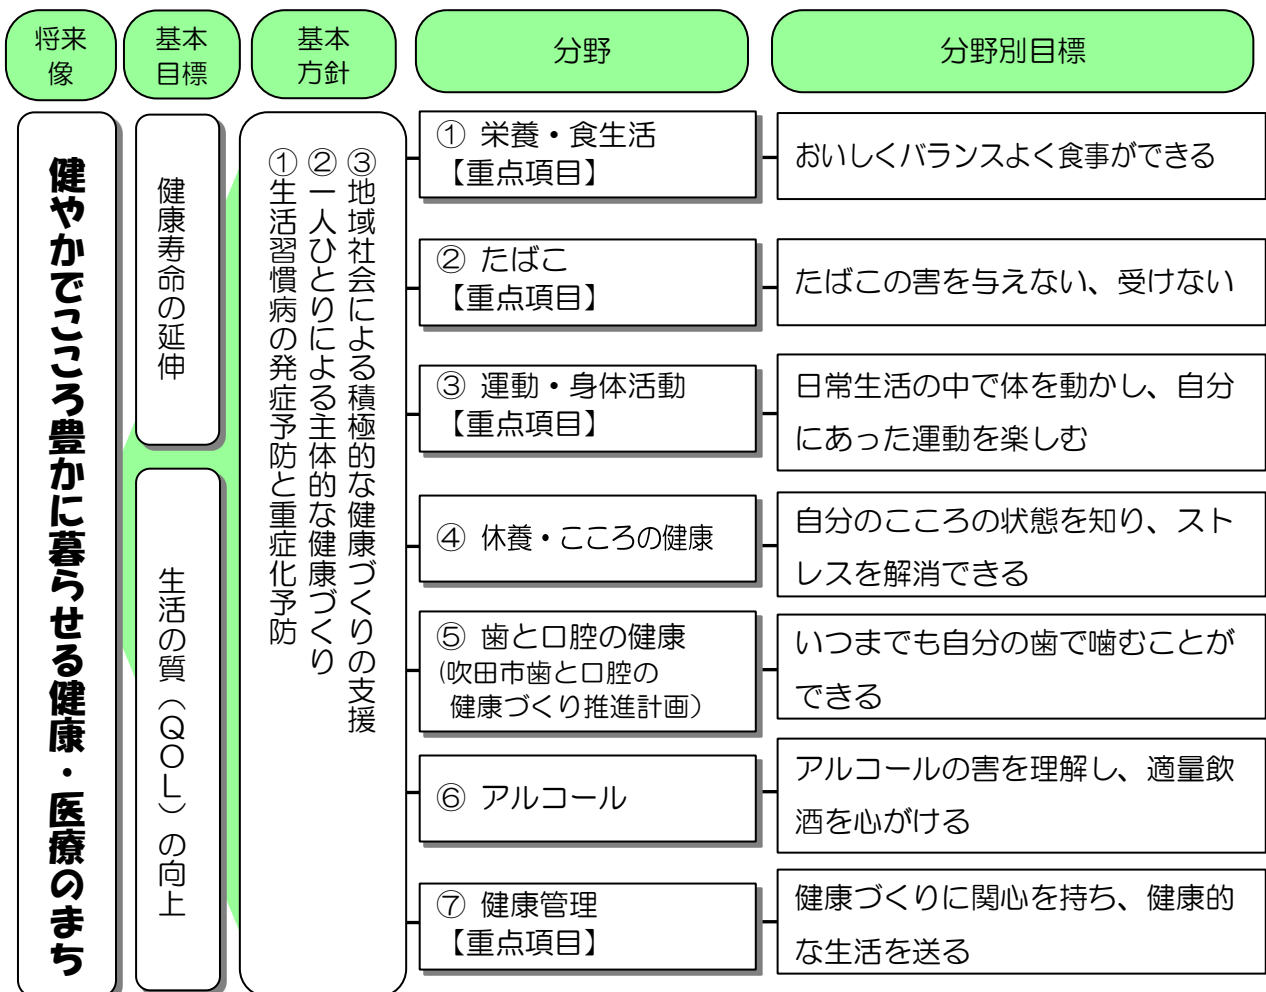 将来
像
基本
目標
基本
方針
分野
分野別目標
健やかでこころ豊かに暮らせる健康・医療のまち
健康寿命の延伸
生活の質(QOL)の向上
①生活習慣病の発症予防と重症化予防
②一人ひとりによる主体的な健康づくり
③地域社会による積極的な健康づくりの支援
① 栄養・食生活
【重点項目】
おいしくバランスよく食事ができる
② たばこ
【重点項目】
たばこの害を与えない、受けない
③ 運動・身体活動
【重点項目】
日常生活の中で体を動かし、自分
にあった運動を楽しむ
④ 休養・こころの健康
自分のこころの状態を知り、スト
レスを解消できる
⑤ 歯と口腔の健康
(吹田市歯と口腔の
健康づくり推進計画)
いつまでも自分の歯で噛むことが
できる
⑥ アルコール
アルコールの害を理解し、適量飲
酒を心がける
⑦ 健康管理
【重点項目】
健康づくりに関心を持ち、健康的
な生活を送る